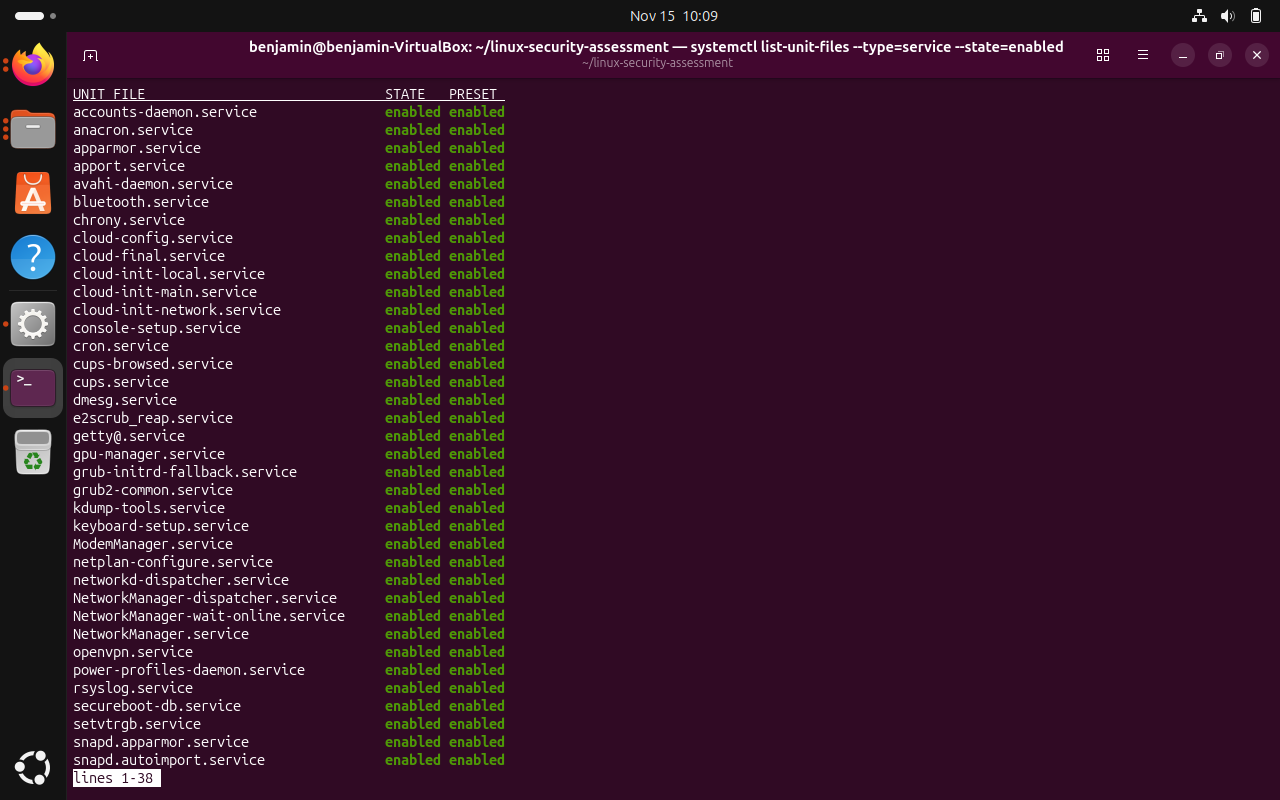 Nov 15 10:09
benjamin@benjamin-VirtualBox: ~/linux-security-assessment — systemctl list-unit-files --type=service --state=enabled
~/linux-security-assessment
UNIT FILE STATE PRESET
accounts-daemon.service enabled enabled
anacron.service enabled enabled
apparmor.service enabled enabled
apport.service enabled enabled
avahi-daemon.service enabled enabled
bluetooth.service enabled enabled
chrony.service enabled enabled
cloud-config.service enabled enabled
cloud-final.service enabled enabled
cloud-init-local.service enabled enabled
cloud-init-main.service enabled enabled
cloud-init-network.service enabled enabled
console-setup.service enabled enabled
cron.service enabled enabled
cups-browsed.service enabled enabled
cups.service enabled enabled
dmesg.service enabled enabled
e2scrub_reap.service enabled enabled
getty@.service enabled enabled
gpu-manager.service enabled enabled
grub-initrd-fallback.service enabled enabled
grub2-common.service enabled enabled
kdump-tools.service enabled enabled
keyboard-setup.service enabled enabled
ModemManager.service enabled enabled
netplan-configure.service enabled enabled
networkd-dispatcher.service enabled enabled
NetworkManager-dispatcher.service enabled enabled
NetworkManager-wait-online.service enabled enabled
NetworkManager.service enabled enabled
openvpn.service enabled enabled
power-profiles-daemon.service enabled enabled
rsyslog.service enabled enabled
secureboot-db.service enabled enabled
setvtrgb.service enabled enabled
snapd.apparmor.service enabled enabled
snapd.autoimport.service enabled enabled
lines 1-38